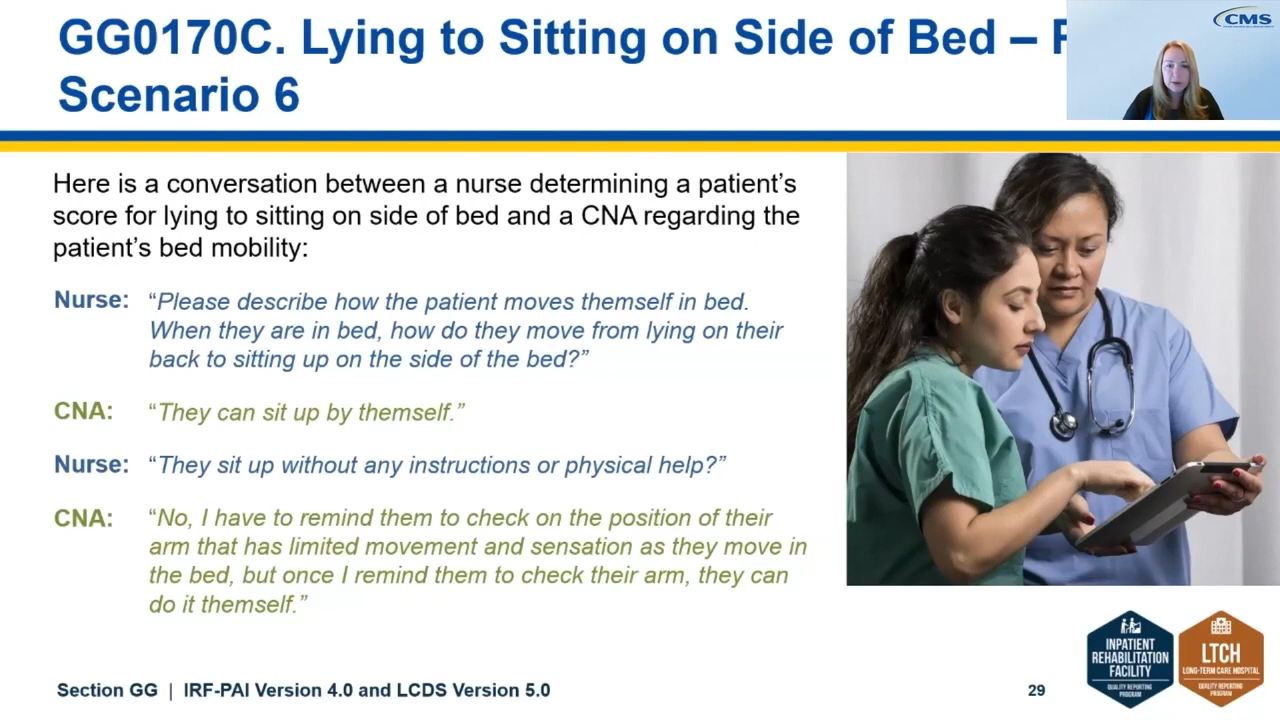 GG0170C. Lying to Sitting on Side of Bed –
Scenario 6
CMS
Here is a conversation between a nurse determining a patient’s
score for lying to sitting on side of bed and a CNA regarding the
patient’s bed mobility:
Nurse: “Please describe how the patient moves themself in bed.
When they are in bed, how do they move from lying on their
back to sitting up on the side of the bed?”
CNA: “They can sit up by themself.”
Nurse: “They sit up without any instructions or physical help?”
CNA: “No, I have to remind them to check on the position of their
arm that has limited movement and sensation as they move in
the bed, but once I remind them to check their arm, they can
do it themself.”
INPATIENT
REHABILITATION
FACILITY
QUALITY REPORTING
PROGRAM
LTCH
LONG-TERM CARE HOSPITAL
QUALITY REPORTING
PROGRAM
Section GG | IRF-PAI Version 4.0 and LCDS Version 5.0
29